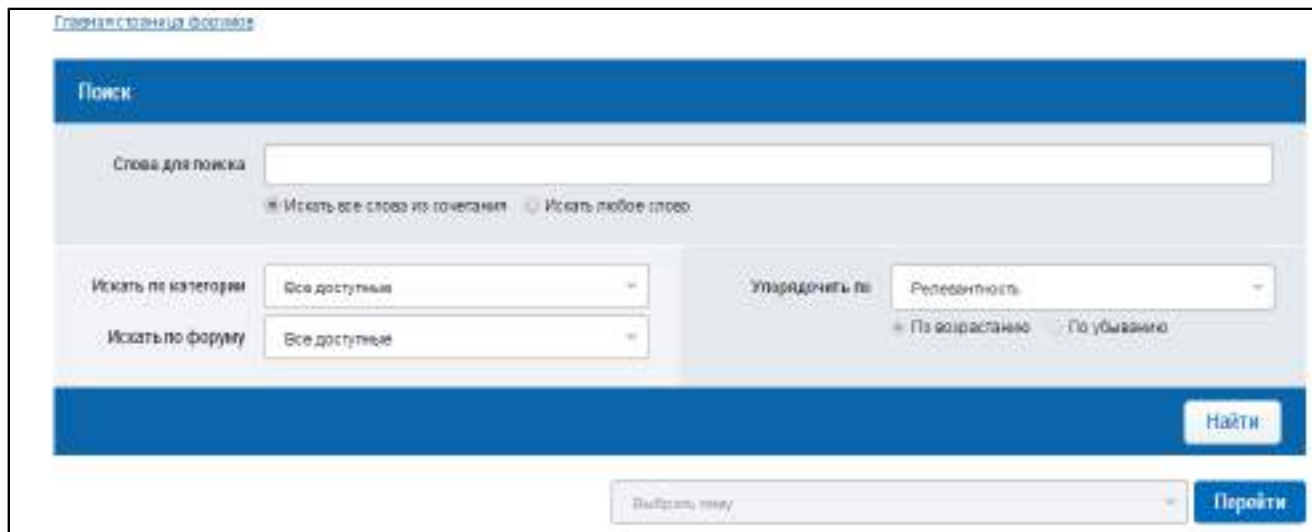 Главная страница форумов
Поиск
Слова для поиска
Искать все слова из сочетания Искать любое слово
Искать по категории Все доступные Упорядочить по Релевантность
По возрастанию По убыванию
Искать по форуму Все доступные
Найти
Выбрать тему Перейти